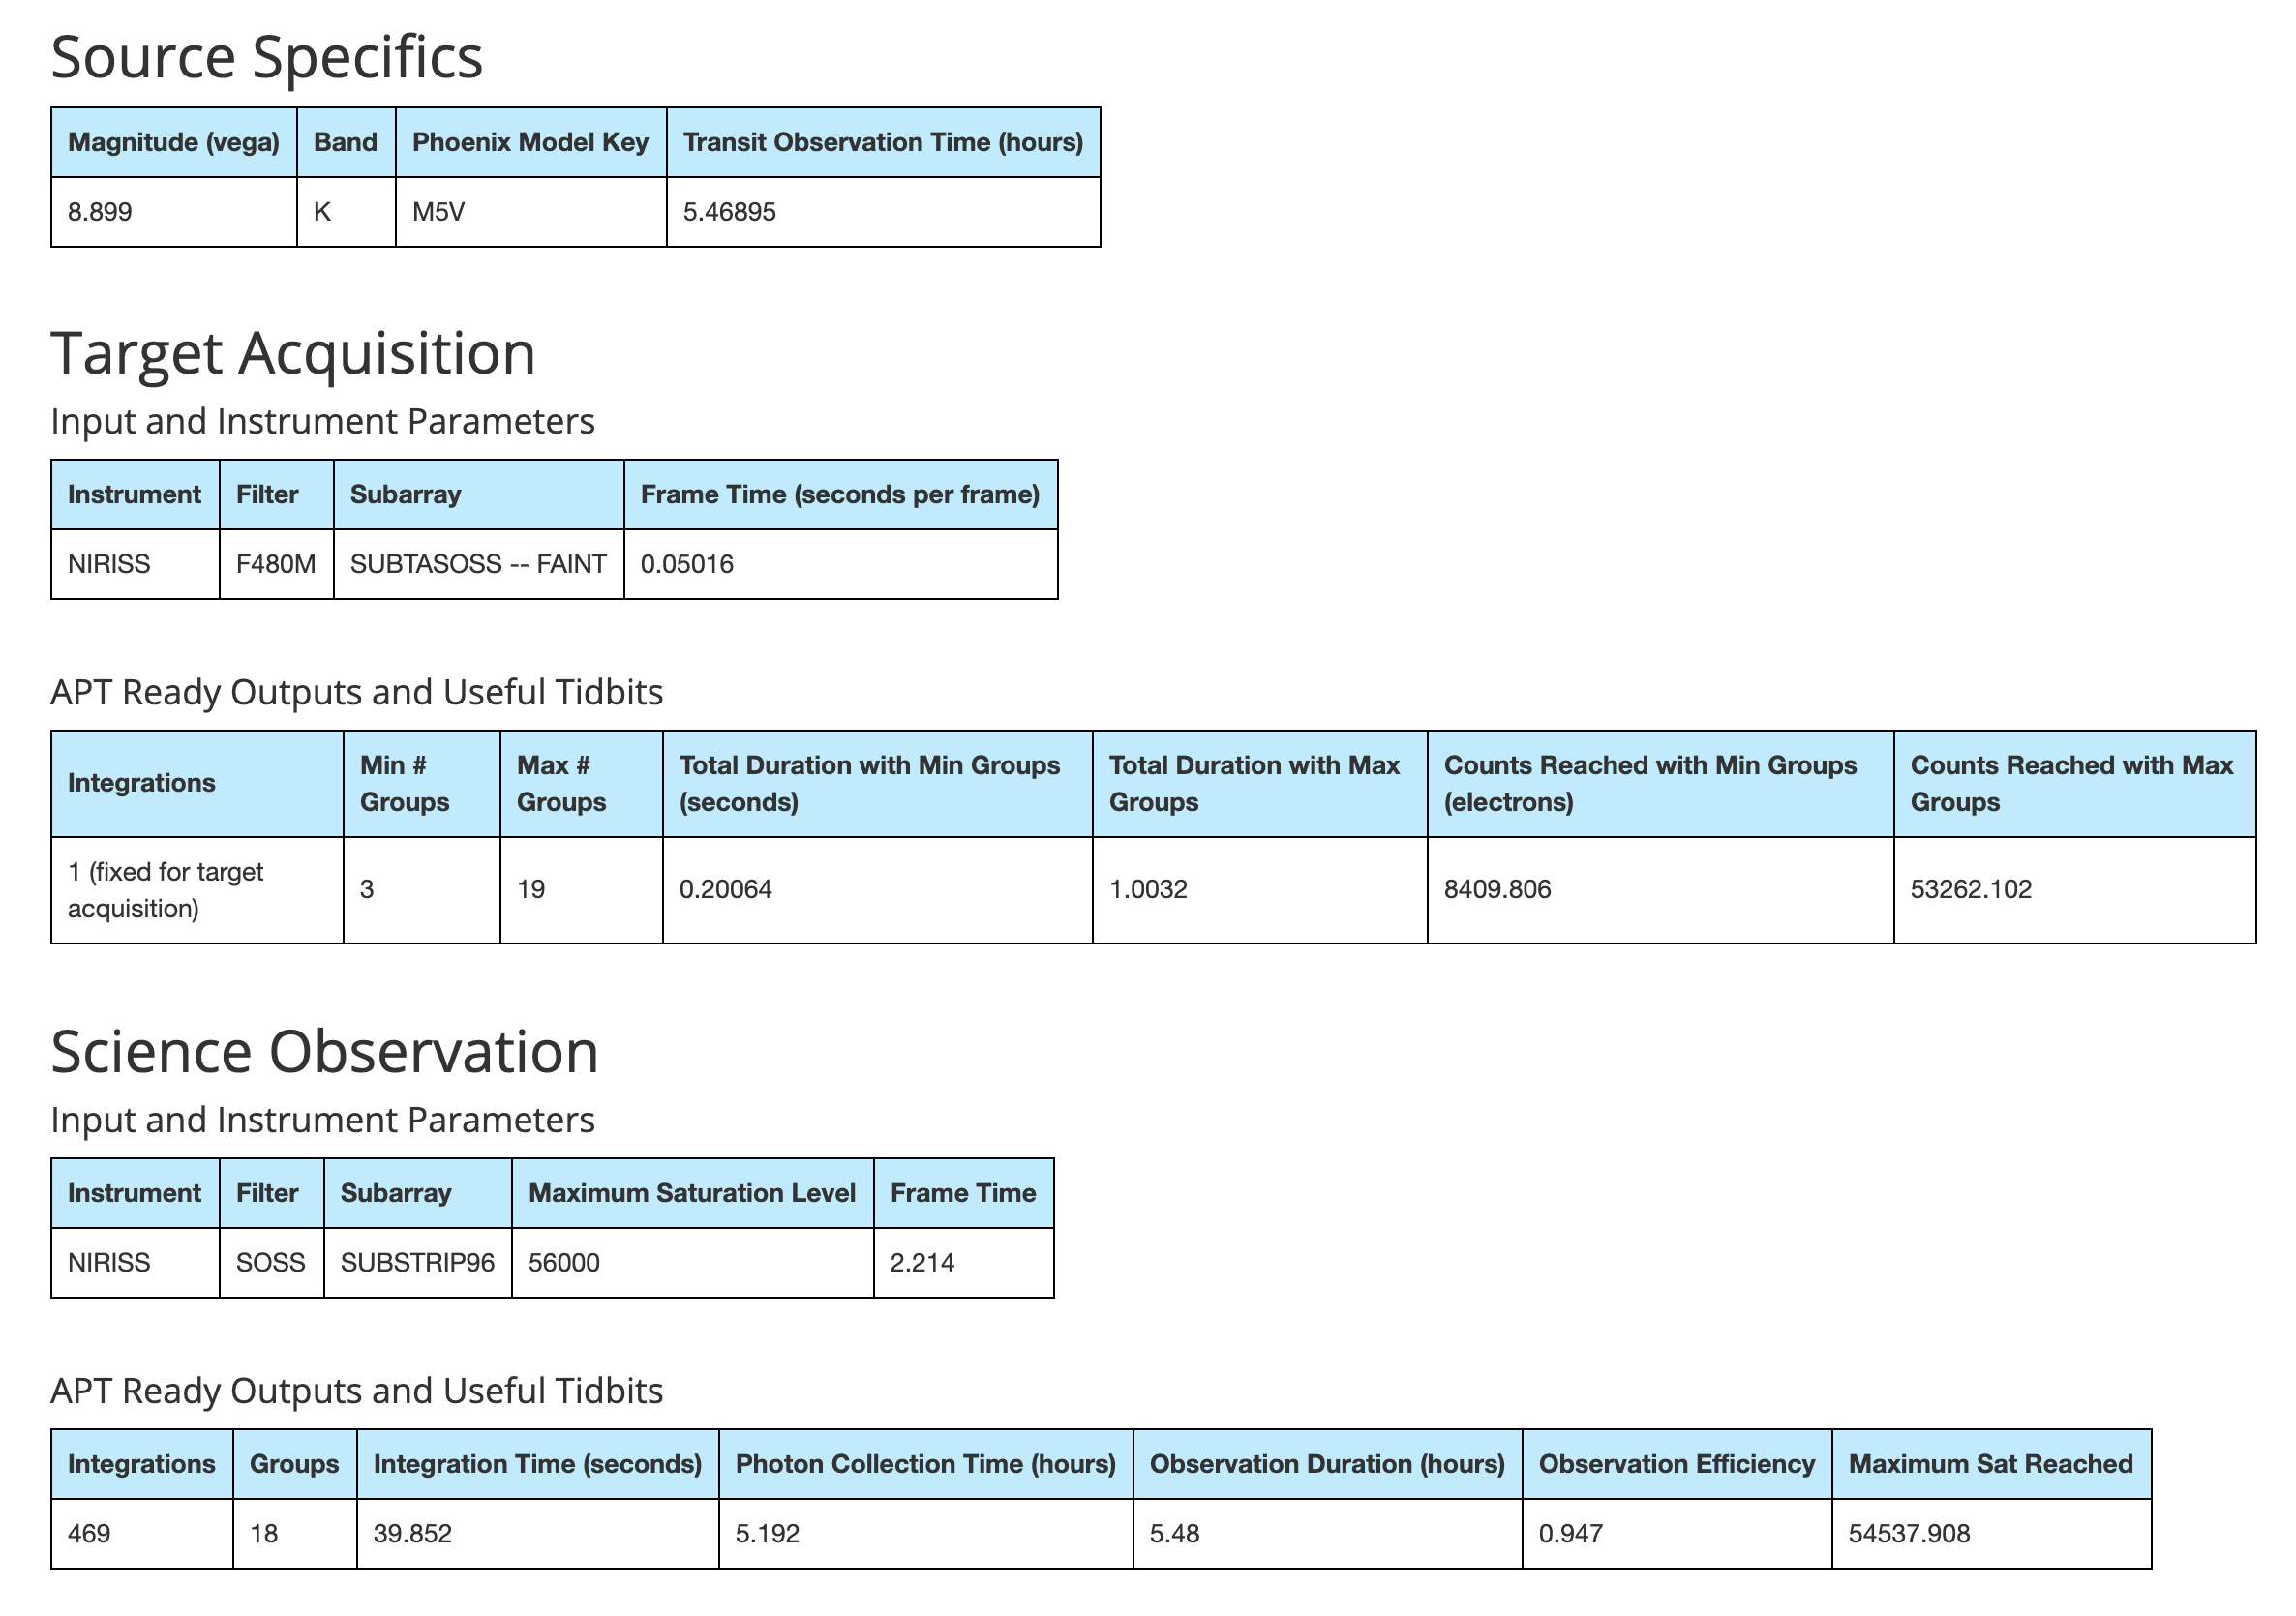 Source Specifics
Magnitude (vega) Band Phoenix Model Key Transit Observation Time (hours)
8.899 K M5V 5.46895
Target Acquisition
Input and Instrument Parameters
Instrument Filter Subarray Frame Time (seconds per frame)
NIRISS F480M SUBTASOSS -- FAINT 0.05016
APT Ready Outputs and Useful Tidbits
Integrations Min # Groups Max # Groups Total Duration with Min Groups (seconds) Total Duration with Max Groups Counts Reached with Min Groups (electrons) Counts Reached with Max Groups
1 (fixed for target acquisition) 3 19 0.20064 1.0032 8409.806 53262.102
Science Observation
Input and Instrument Parameters
Instrument Filter Subarray Maximum Saturation Level Frame Time
NIRISS SOSS SUBSTRIP96 56000 2.214
APT Ready Outputs and Useful Tidbits
Integrations Groups Integration Time (seconds) Photon Collection Time (hours) Observation Duration (hours) Observation Efficiency Maximum Sat Reached
469 18 39.852 5.192 5.48 0.947 54537.908